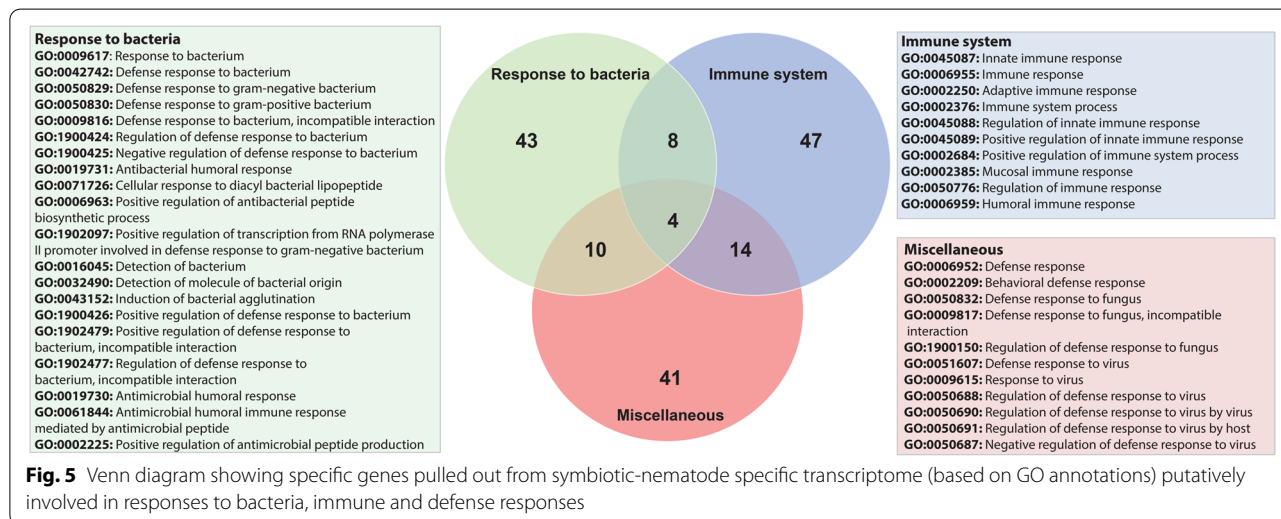 Response to bacteria
GO:0009617: Response to bacterium
GO:0042742: Defense response to bacterium
GO:0050829: Defense response to gram-negative bacterium
GO:0050830: Defense response to gram-positive bacterium
GO:0009816: Defense response to bacterium, incompatible interaction
GO:1900424: Regulation of defense response to bacterium
GO:1900425: Negative regulation of defense response to bacterium
GO:0019731: Antibacterial humoral response
GO:0071726: Cellular response to diacyl bacterial lipopeptide
GO:0006963: Positive regulation of antibacterial peptide
biosynthetic process
GO:1902097: Positive regulation of transcription from RNA polymerase
II promoter involved in defense response to gram-negative bacterium
GO:0016045: Detection of bacterium
GO:0032490: Detection of molecule of bacterial origin
GO:0043152: Induction of bacterial agglutination
GO:1900426: Positive regulation of defense response to bacterium
GO:1902479: Positive regulation of defense response to
bacterium, incompatible interaction
GO:1902477: Regulation of defense response to
bacterium, incompatible interaction
GO:0019730: Antimicrobial humoral response
GO:0061844: Antimicrobial humoral immune response
mediated by antimicrobial peptide
GO:0002225: Positive regulation of antimicrobial peptide production
Response to bacteria
Immune system
43
8
47
4
10
14
41
Miscellaneous
Immune system
GO:0045087: Innate immune response
GO:0006955: Immune response
GO:0002250: Adaptive immune response
GO:0002376: Immune system process
GO:0045088: Regulation of innate immune response
GO:0045089: Positive regulation of innate immune response
GO:0002684: Positive regulation of immune system process
GO:0002385: Mucosal immune response
GO:0050776: Regulation of immune response
GO:0006959: Humoral immune response
Miscellaneous
GO:0006952: Defense response
GO:0002209: Behavioral defense response
GO:0050832: Defense response to fungus
GO:0009817: Defense response to fungus, incompatible
interaction
GO:1900150: Regulation of defense response to fungus
GO:0051607: Defense response to virus
GO:0009615: Response to virus
GO:0050688: Regulation of defense response to virus
GO:0050690: Regulation of defense response to virus by virus
GO:0050691: Regulation of defense response to virus by host
GO:0050687: Negative regulation of defense response to virus
Fig. 5 Venn diagram showing specific genes pulled out from symbiotic-nematode specific transcriptome (based on GO annotations) putatively
involved in responses to bacteria, immune and defense responses